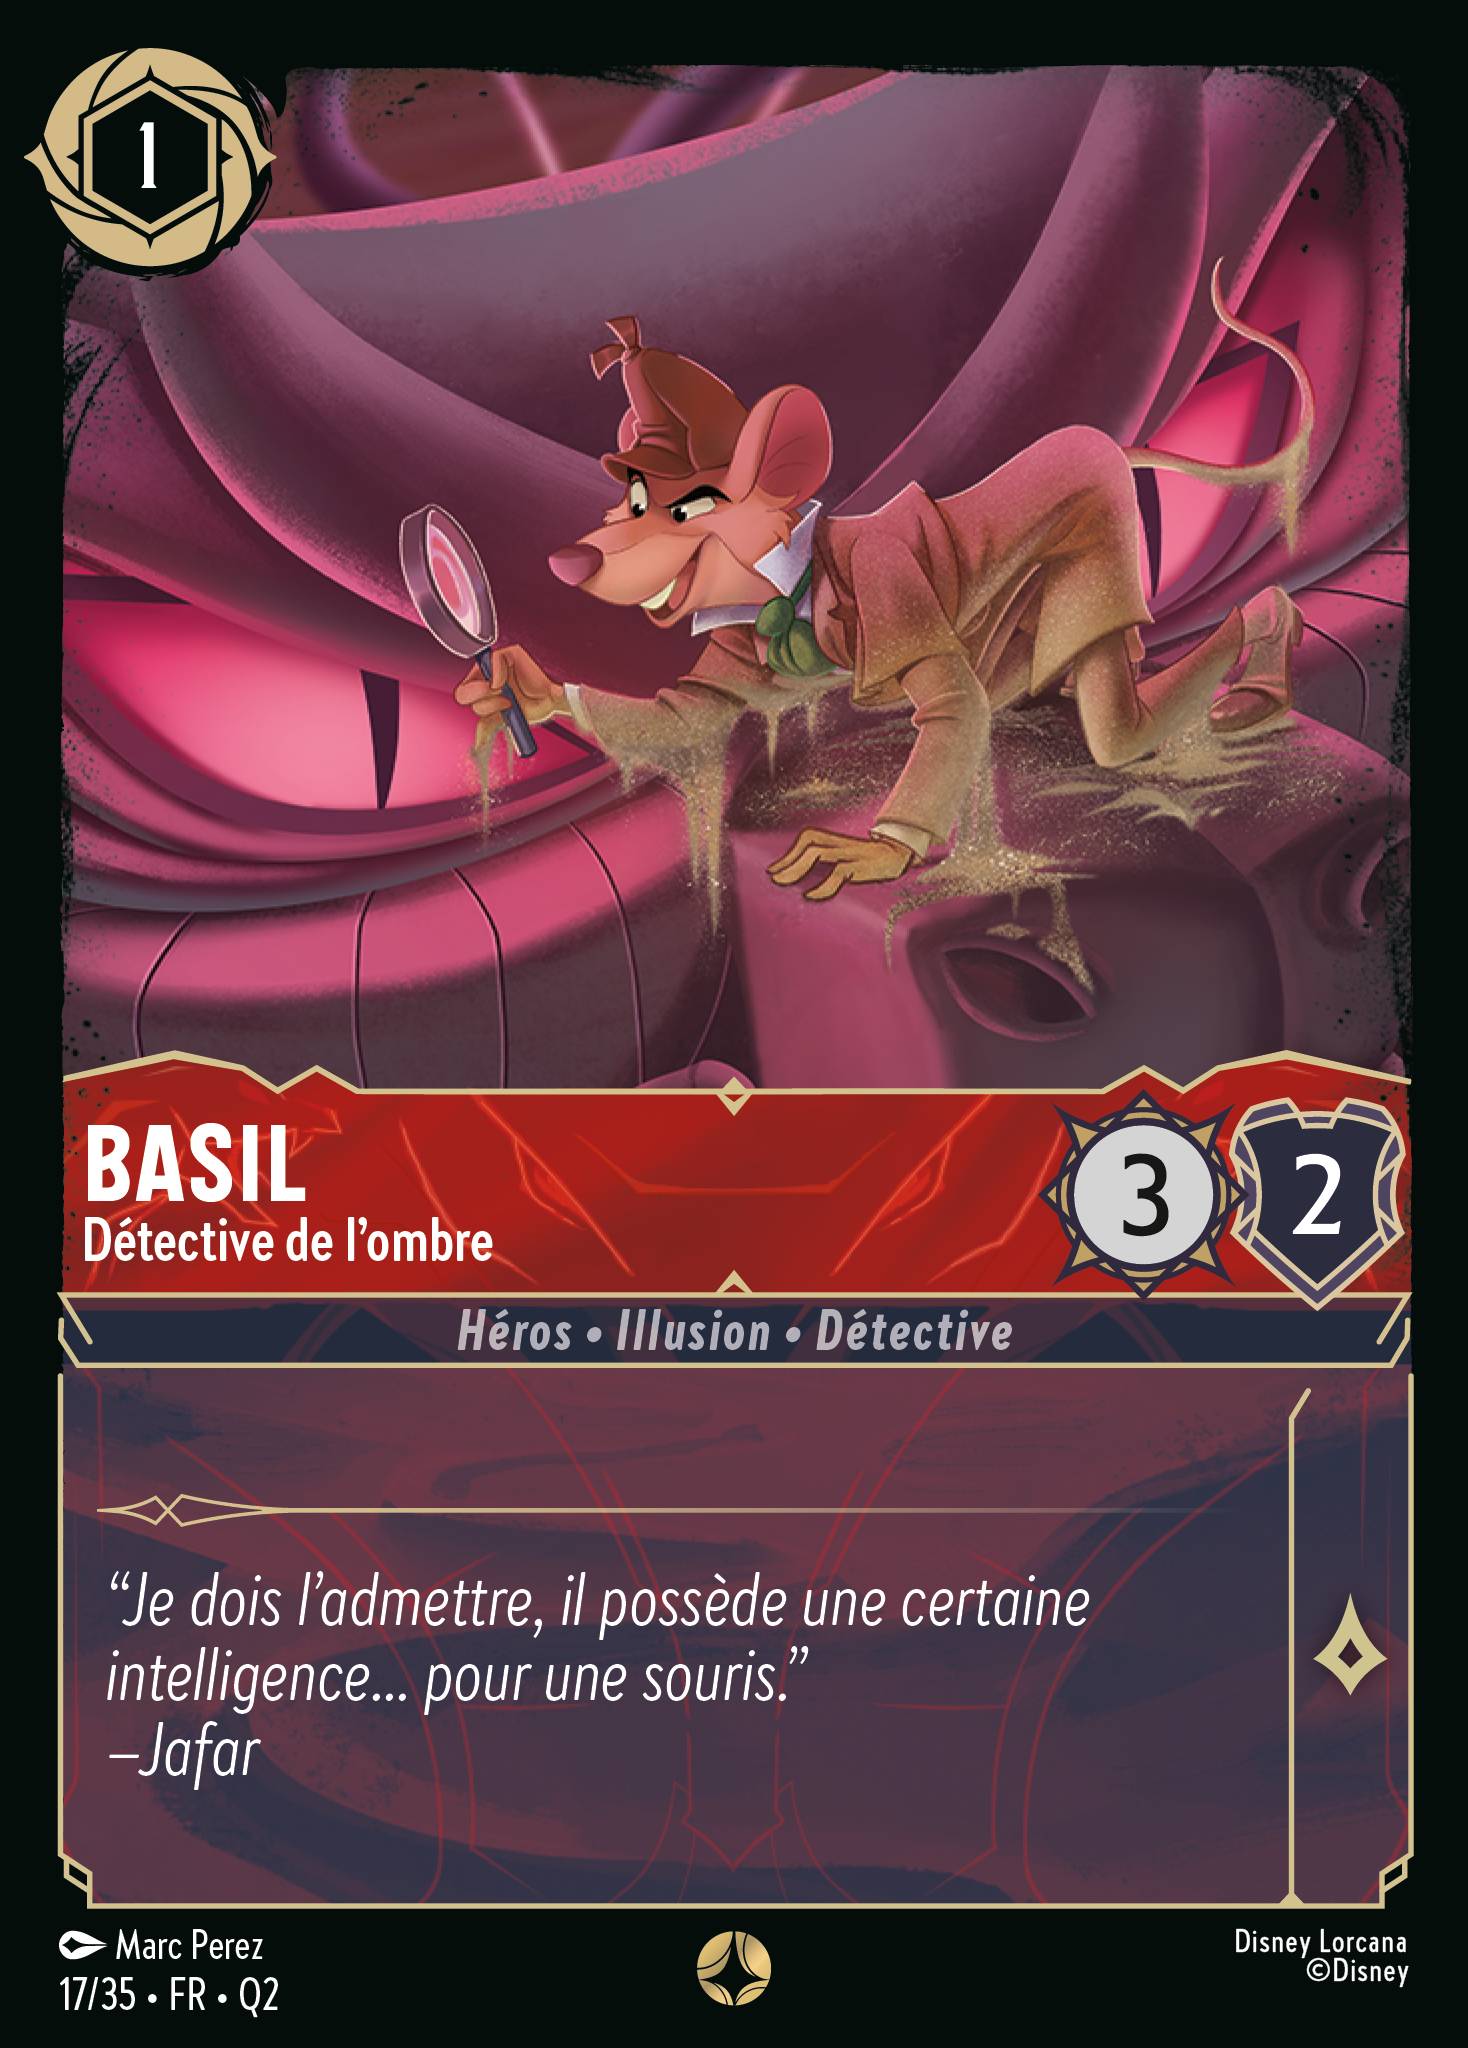 1
BASIL
Détective de l’ombre
3
2
Héros • Illusion • Détective
“Je dois l’admettre, il possède une certaine
intelligence... pour une souris.”
–Jafar
Marc Perez
17/35 • FR • Q2
Disney Lorcana
©Disney